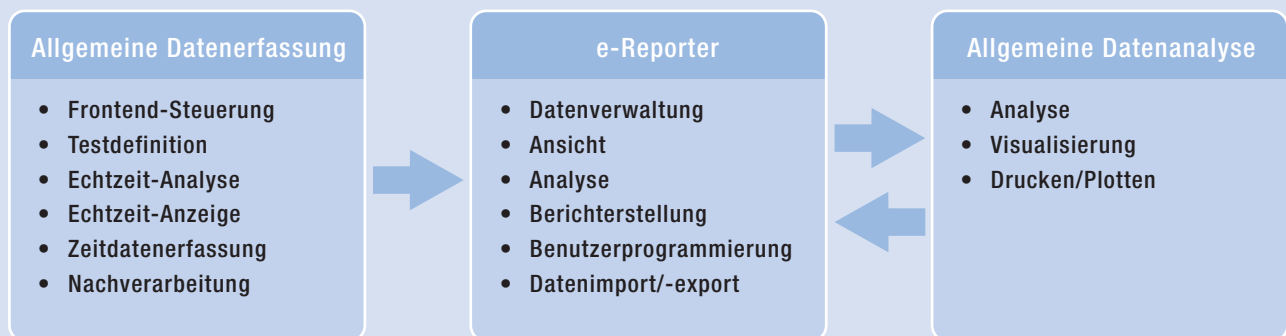 Allgemeine Datenerfassung
• Frontend-Steuerung
• Testdefinition
• Echtzeit-Analyse
• Echtzeit-Anzeige
• Zeitdatenerfassung
• Nachverarbeitung
e-Reporter
• Datenverwaltung
• Ansicht
• Analyse
• Berichterstellung
• Benutzerprogrammierung
• Datenimport/-export
Allgemeine Datenanalyse
• Analyse
• Visualisierung
• Drucken/Plotten